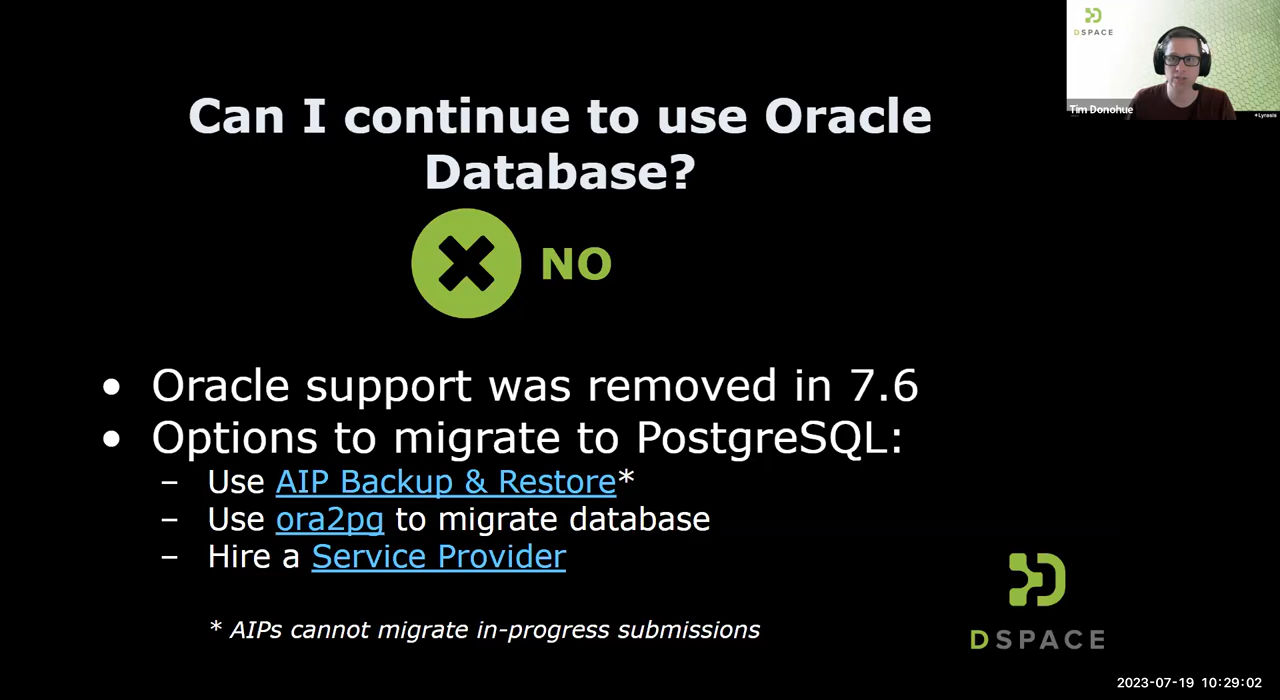 DSPACE
Tim Donohue
Lyrasis
Can I continue to use Oracle
Database?
NO
• Oracle support was removed in 7.6
• Options to migrate to PostgreSQL:
– Use AIP Backup & Restore*
– Use ora2pg to migrate database
– Hire a Service Provider
* AIPs cannot migrate in-progress submissions
DSPACE
2023-07-19 10:29:02